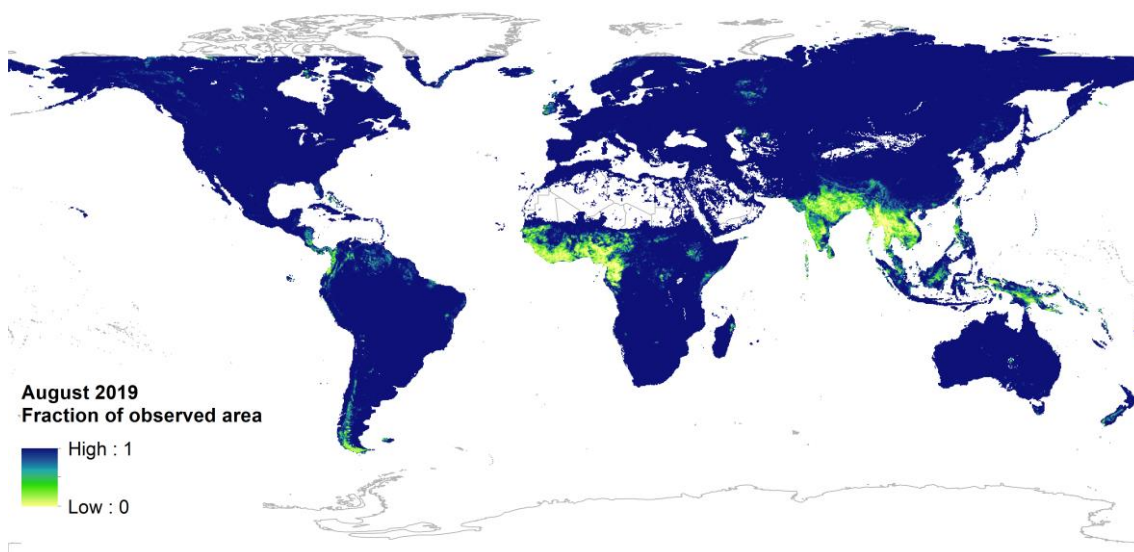 August 2019
Fraction of observed area
High : 1
Low : 0